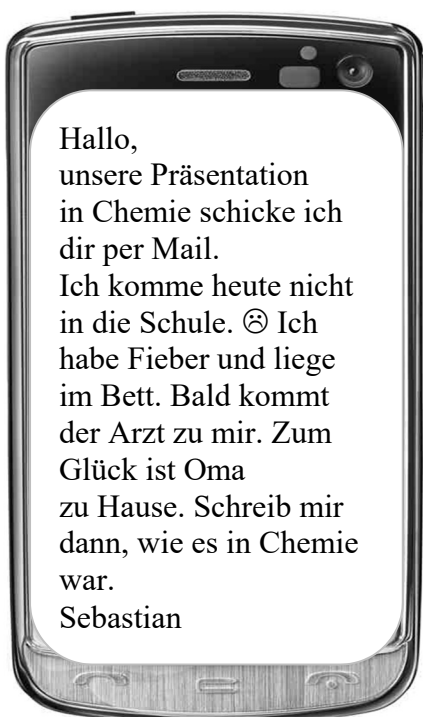 Hallo,
unsere Präsentation
in Chemie schicke ich
dir per Mail.
Ich komme heute nicht
in die Schule. ☹ Ich
habe Fieber und liege
im Bett. Bald kommt
der Arzt zu mir. Zum
Glück ist Oma
zu Hause. Schreib mir
dann, wie es in Chemie
war.
Sebastian